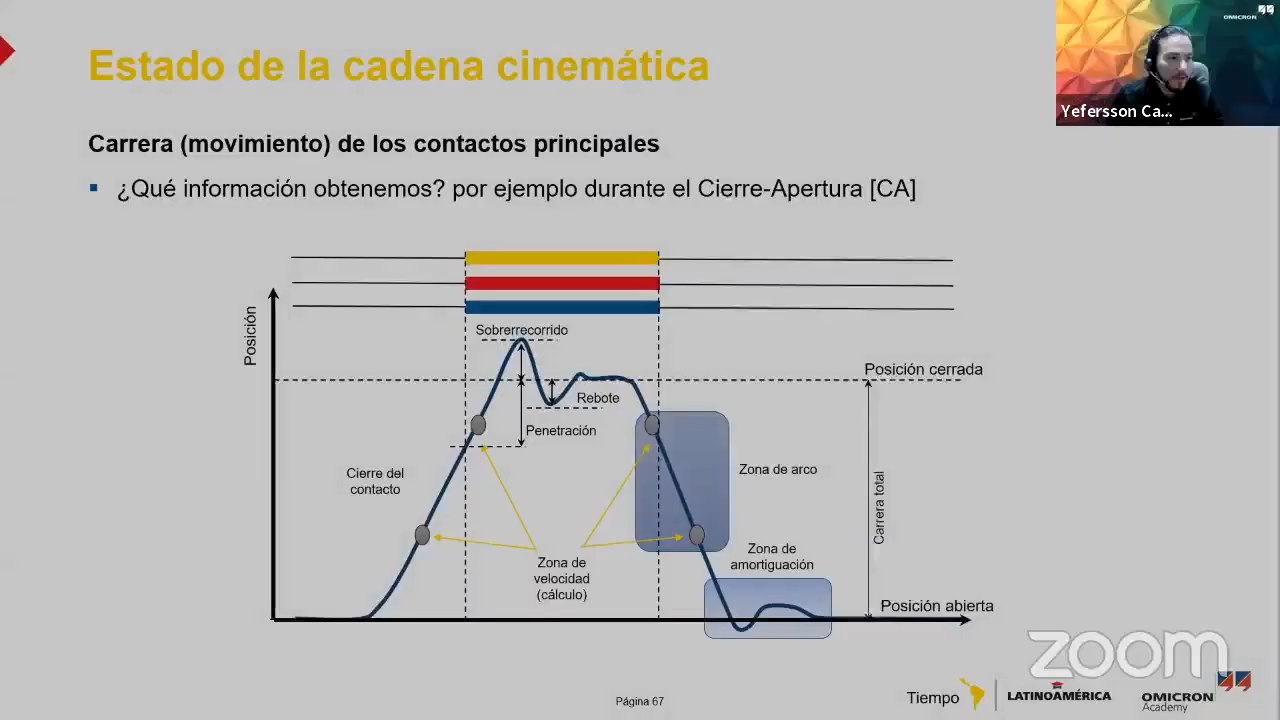 OMICRON
Yefersson Ca...
Estado de la cadena cinemática
Carrera (movimiento) de los contactos principales
¿Qué información obtenemos? por ejemplo durante el Cierre-Apertura [CA]
Posición
Sobrerrecorrido
Posición cerrada
Rebote
Penetración
Cierre del
contacto
Zona de arco
Carrera total
Zona de
amortiguación
Zona de
velocidad
(cálculo)
Posición abierta
zoom
Tiempo
LATINOAMÉRICA
OMICRON
Academy
Página 67